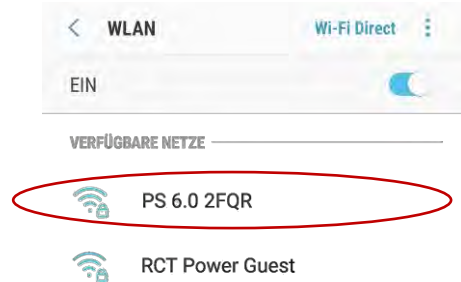 WLAN Wi-Fi Direct
EIN
VERFÜGBARE NETZE
PS 6.0 2FQR
RCT Power Guest